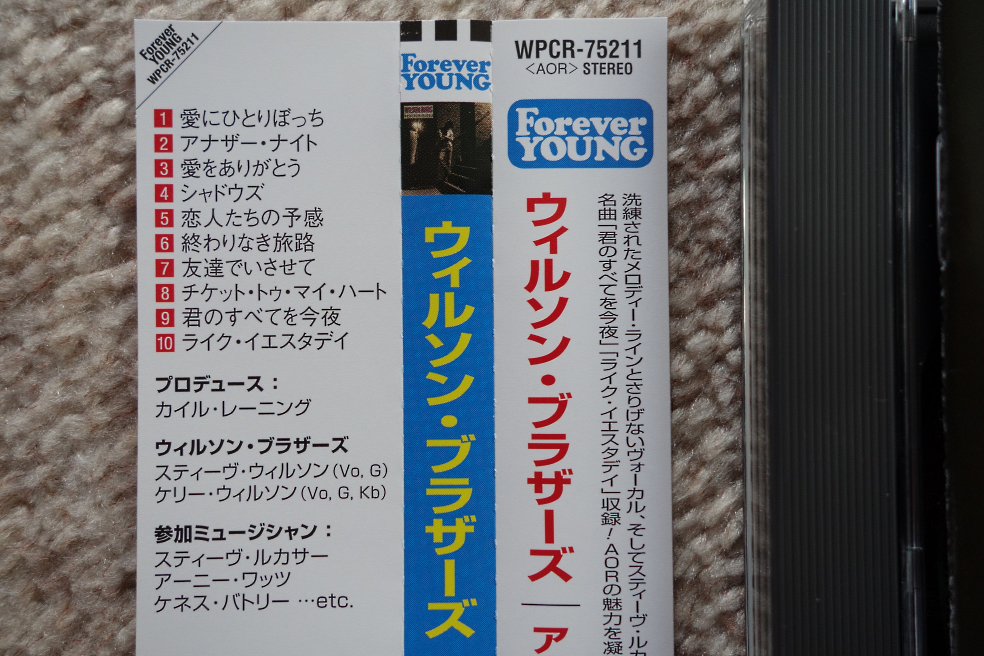 Forever
YOUNG
WPCR-75211
1 愛にひとりぼっち
2 アナザー・ナイト
3 愛をありがとう
4 シャドウズ
5 恋人たちの予感
6 終わりなき旅路
7 友達でいさせて
8 チケット・トゥ・マイ・ハート
9 君のすべてを今夜
10 ライク・イエスタデイ
プロデュース：
カイル・レーニング
ウィルソン・ブラザーズ
スティーヴ・ウィルソン(Vo, G)
ケリー・ウィルソン(Vo, G, Kb)
参加ミュージシャン：
スティーヴ・ルカサー
アーニー・ワッツ
ケネス・バトリー …etc.
Forever
YOUNG
ウィルソン・ブラザーズ
WPCR-75211
〈AOR〉 STEREO
Forever
YOUNG
洗練されたメロディー・ラインとさりげないヴォーカル、そしてスティーヴ・ルカ
名曲「君のすべてを今夜」「ライク・イエスタデイ」収録！AORの魅力を凝
ウィルソン・ブラザーズ｜ア